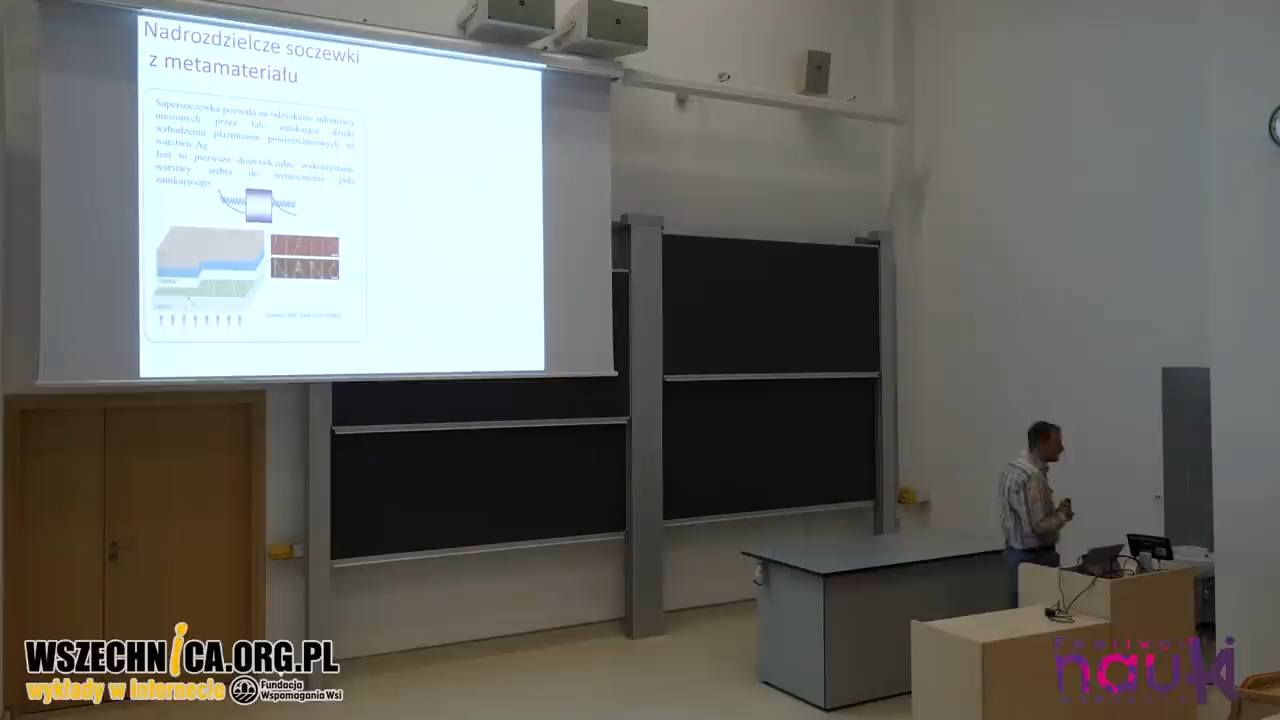 Nadrozdzielcze soczewki
z metamateriału
Supersoczewka pozwala na odzyskanie informacji
niesionych przez fale zanikające dzięki
wzbudzeniu plazmonów powierzchniowych na
warstwie Ag
Jest to pierwsze doświadczalne wykorzystanie
warstwy srebra do wzmocnienia pola
zanikającego
NANO
WSZECHNICA.ORG.PL
wykłady w Internecie
Fundacja
Wspomagania Wsi
Festiwal
nauki